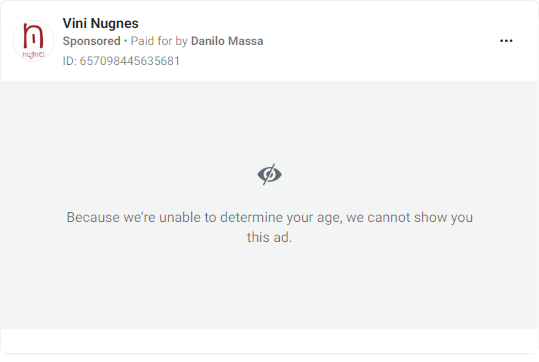 Vini Nugnes
Sponsored • Paid for by Danilo Massa
ID: 657098445635681
nugnes
Because we're unable to determine your age, we cannot show you
this ad.